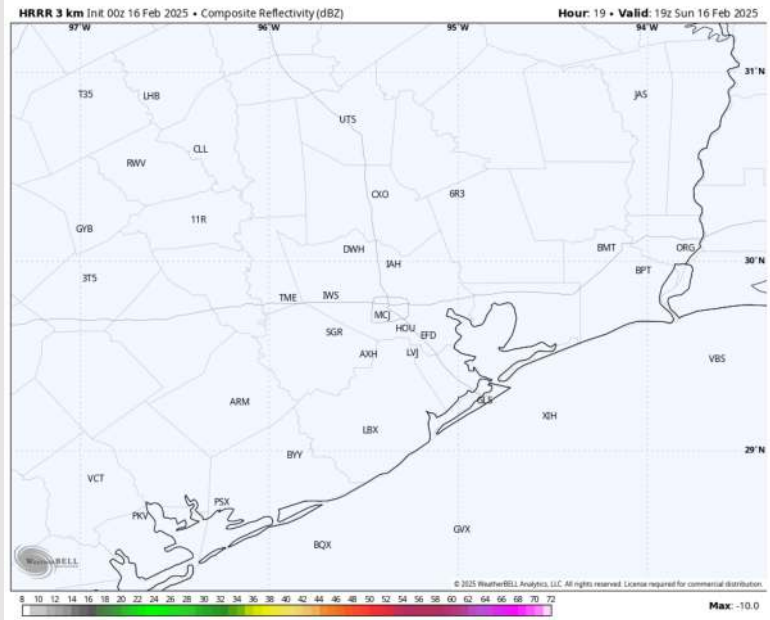 HRRR 3 km Init 00z 16 Feb 2025 • Composite Reflectivity (dBZ) Hour: 19 • Valid: 19z Sun 16 Feb 2025
97°W 96°W 95°W 94°W
31°N
T35 LHB JAS
UTS
CLL
RWV
CXO 6R3
11R
GYB
DWH BMT ORG
30°N
IAH
BPT
3T5
TME IWS
MCJ
SGR HOU EFD
AXH LVJ
VBS
ARM GLS
XIH
LBX
29°N
BYY
VCT
PSX
PKV
GVX
BQX
WeatherBELL
© 2025 WeatherBELL Analytics, LLC. All rights reserved. License required for commercial distribution.
8 10 12 14 16 18 20 22 24 26 28 30 32 34 36 38 40 42 44 46 48 50 52 54 56 58 60 62 64 66 68 70 72
Max: -10.0